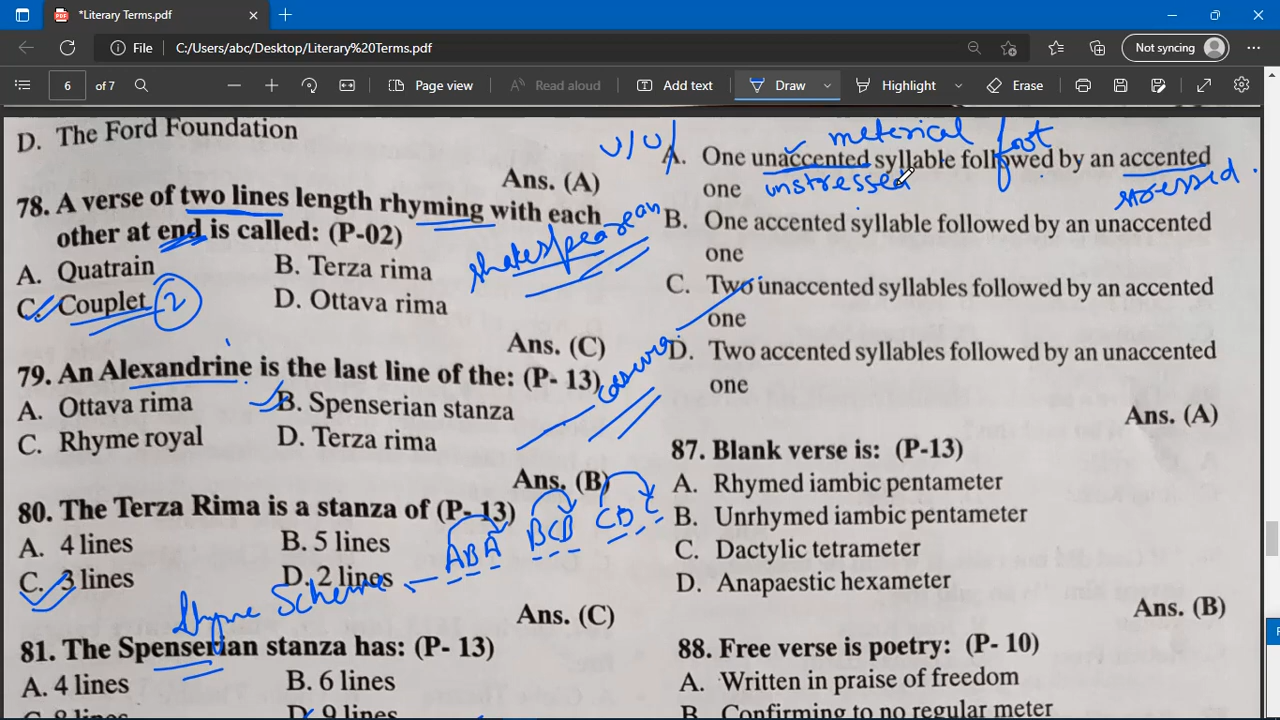 *Literary Terms.pdf
File C:/Users/abc/Desktop/Literary%20Terms.pdf Not syncing
6 of 7 Page view Read aloud Add text Draw Highlight Erase
D. The Ford Foundation
Ans. (A)
78. A verse of two lines length rhyming with each
other at end is called: (P-02)
A. Quatrain B. Terza rima
C. Couplet D. Ottava rima
2
shakespearean
Ans. (C)
79. An Alexandrine is the last line of the: (P- 13)
A. Ottava rima B. Spenserian stanza
C. Rhyme royal D. Terza rima
Ans. (B)
80. The Terza Rima is a stanza of (P- 13)
A. 4 lines B. 5 lines
C. 3 lines D. 2 lines
Rhyme Scheme - ABA BCB CDC
Ans. (C)
81. The Spenserian stanza has: (P- 13)
A. 4 lines B. 6 lines
D. 9 lines
meterical foot
A. One unaccented syllable followed by an accented
one
unstressed stressed.
B. One accented syllable followed by an unaccented
one
C. Two unaccented syllables followed by an accented
one
D. Two accented syllables followed by an unaccented
one
Ans. (A)
87. Blank verse is: (P-13)
A. Rhymed iambic pentameter
B. Unrhymed iambic pentameter
C. Dactylic tetrameter
D. Anapaestic hexameter
Ans. (B)
88. Free verse is poetry: (P- 10)
A. Written in praise of freedom
B. Confirming to no regular meter